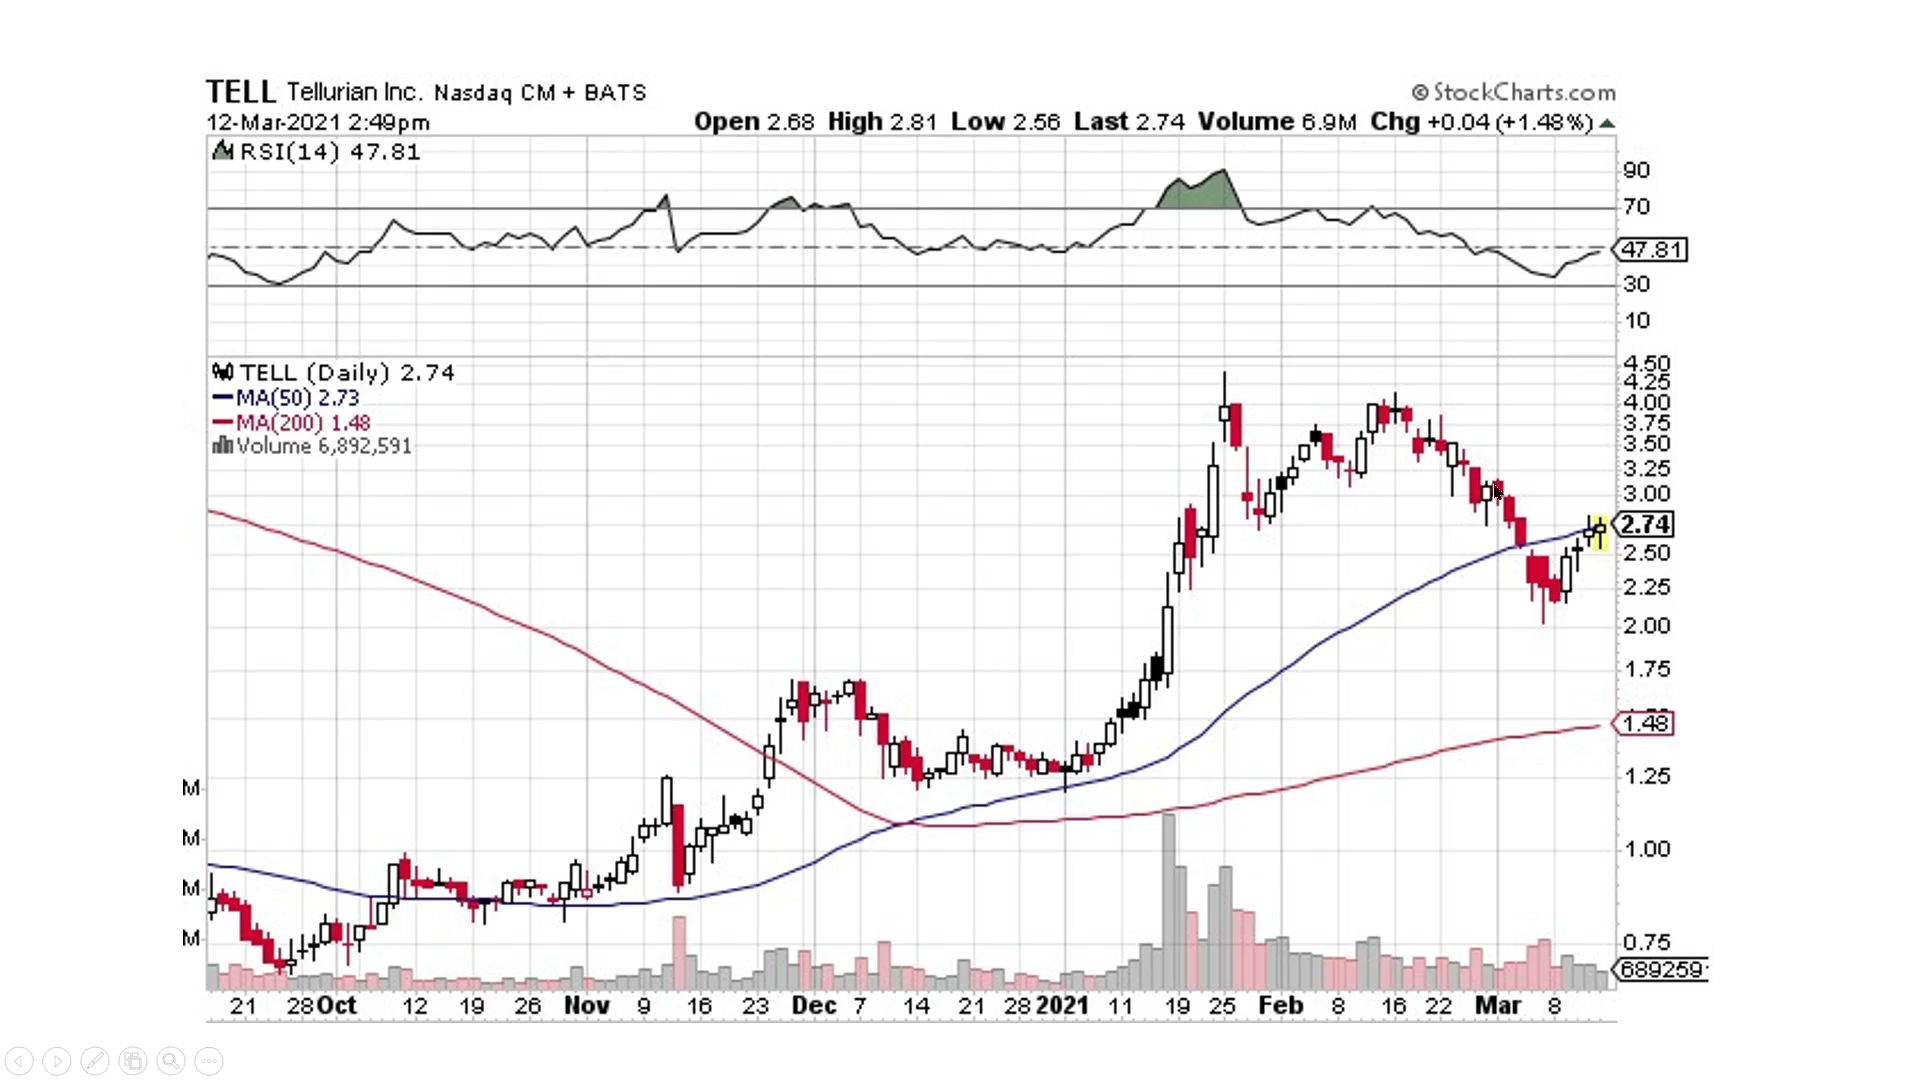 TELL Tellurian Inc. Nasdaq CM + BATS © StockCharts.com
12-Mar-2021 2:49pm Open 2.68 High 2.81 Low 2.56 Last 2.74 Volume 6.9M Chg +0.04 (+1.48%)
RSI(14) 47.81
90
70
47.81
30
10
TELL (Daily) 2.74
MA(50) 2.73
MA(200) 1.48
Volume 6,892,591
4.50
4.25
4.00
3.75
3.50
3.25
3.00
2.74
2.50
2.25
2.00
1.75
1.48
1.25
1.00
0.75
M
M
M
M
689259
21 28 Oct 12 19 26 Nov 9 16 23 Dec 7 14 21 28 2021 11 19 25 Feb 8 16 22 Mar 8